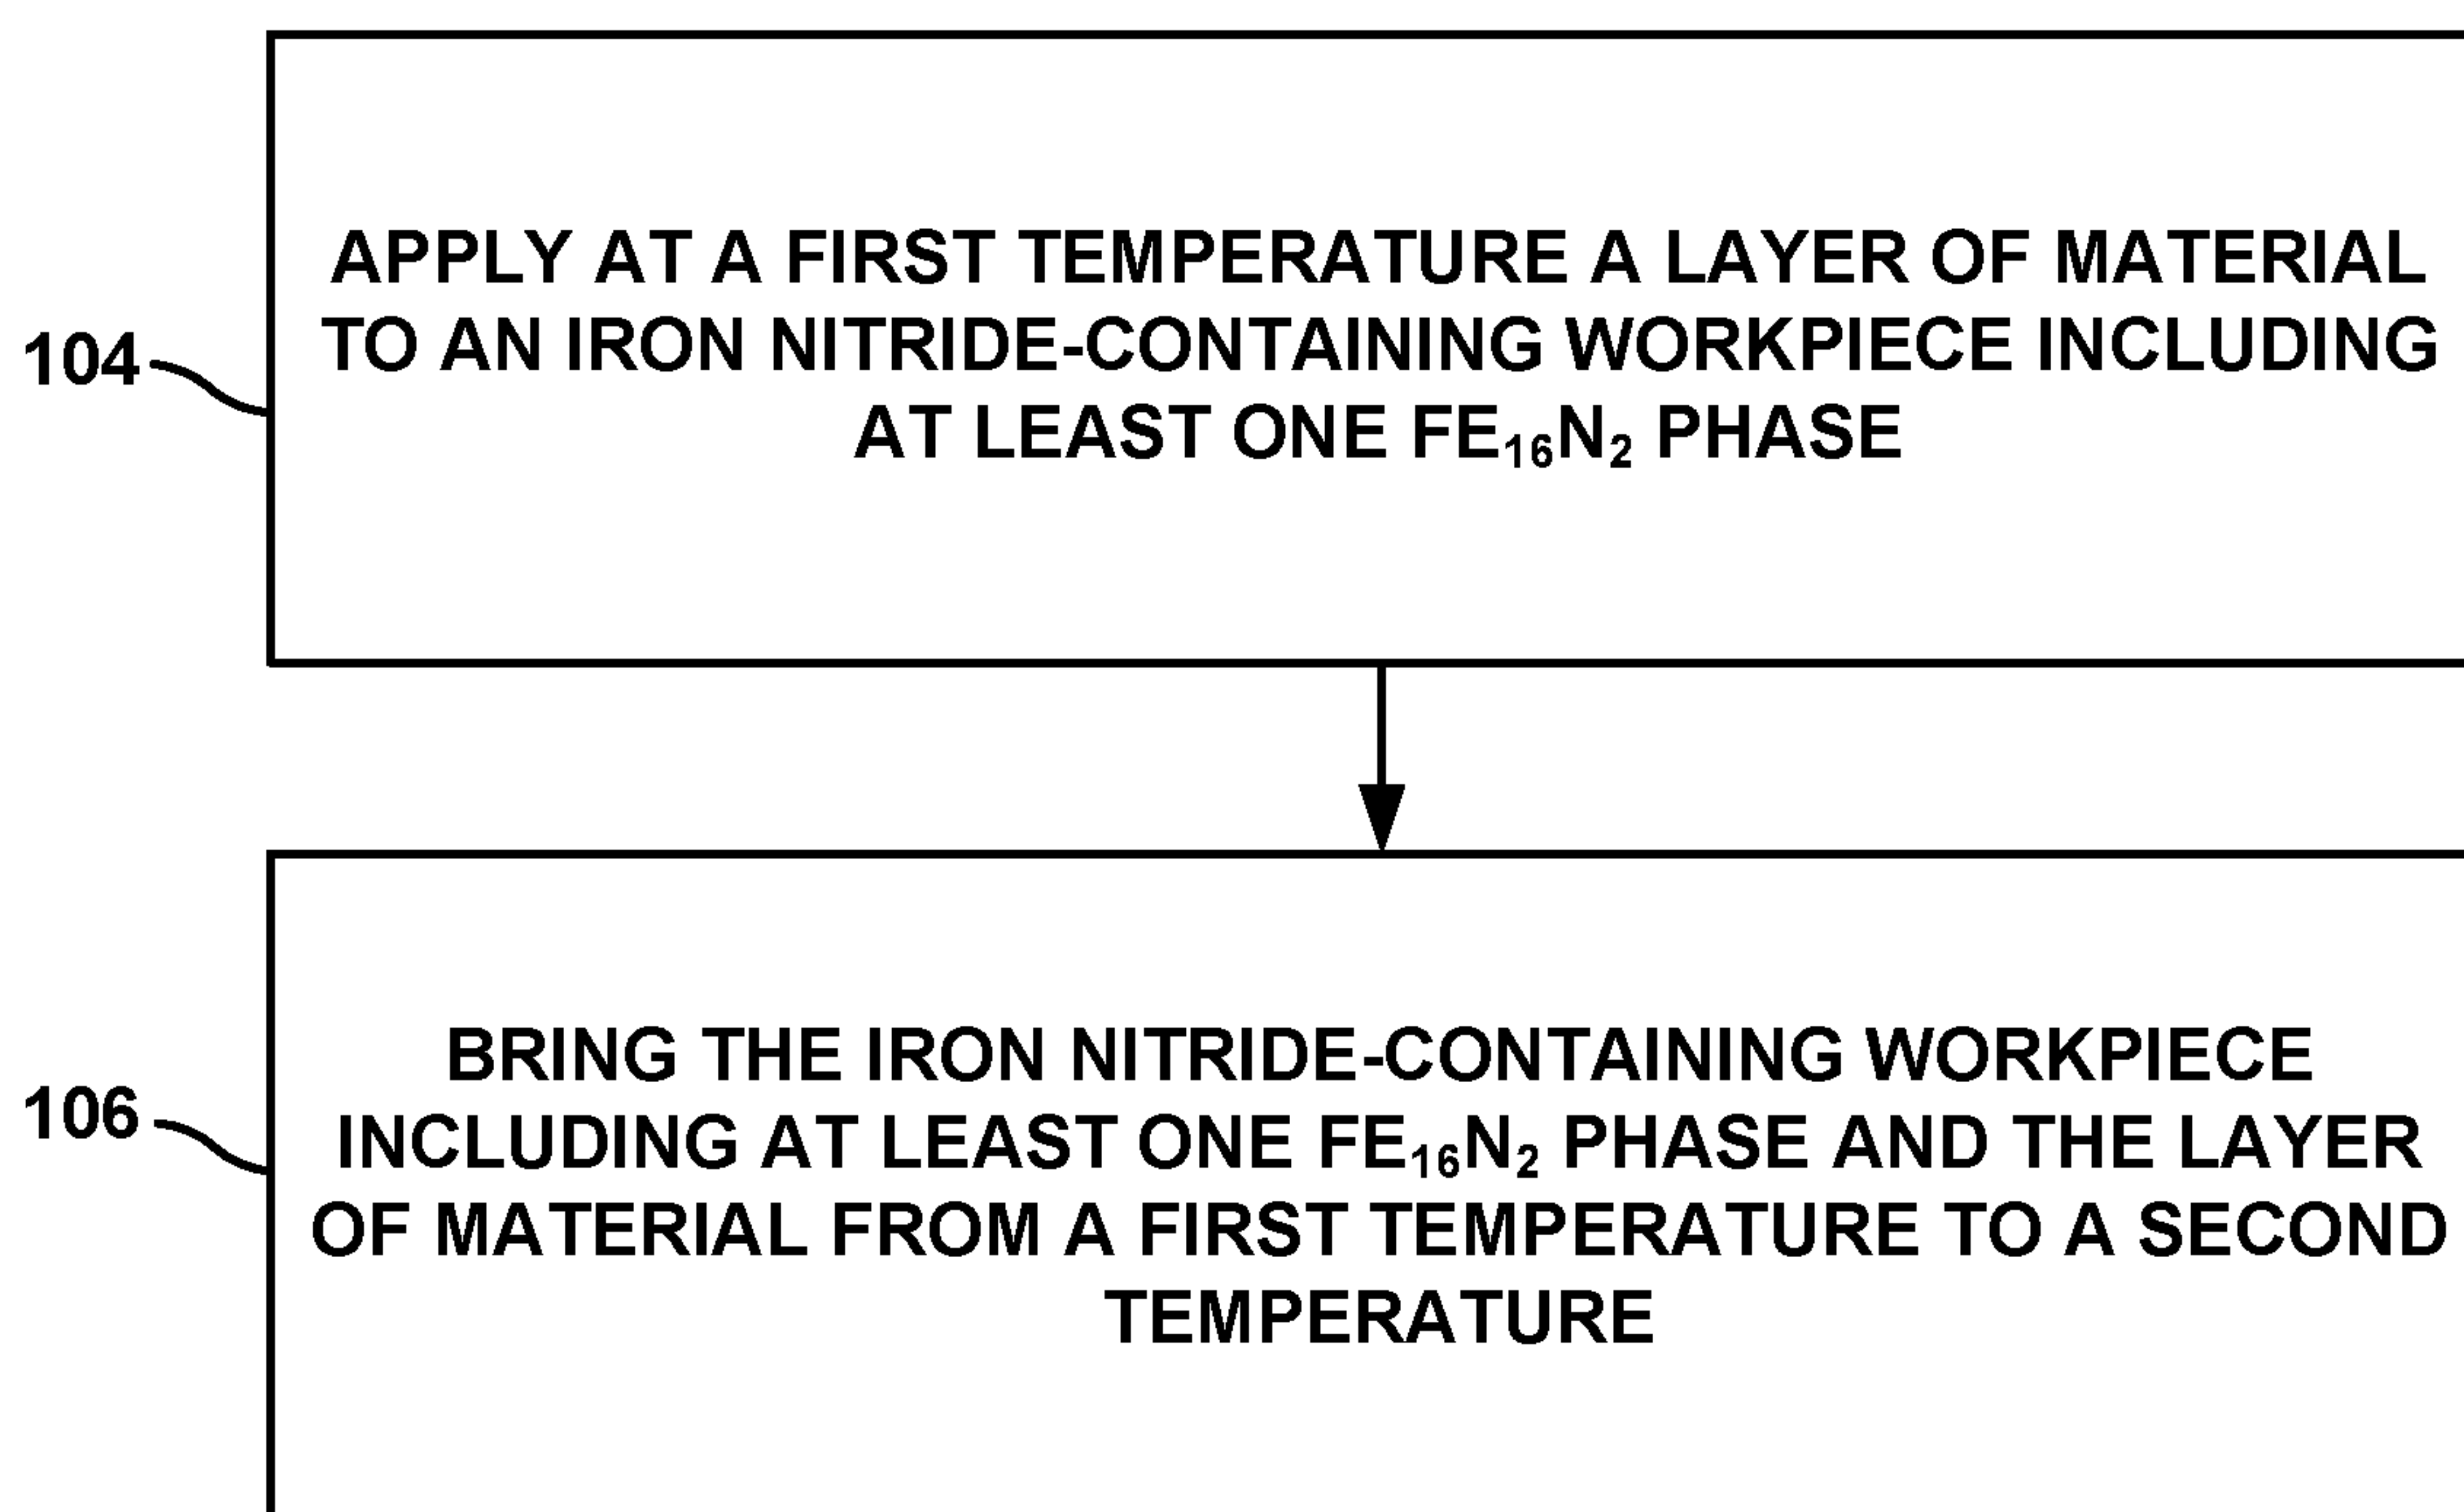 APPLY AT A FIRST TEMPERATURE A LAYER OF MATERIAL
TO AN IRON NITRIDE-CONTAINING WORKPIECE INCLUDING
104
AT LEAST ONE FE₁₆N₂ PHASE
BRING THE IRON NITRIDE-CONTAINING WORKPIECE
106
INCLUDING AT LEAST ONE FE₁₆N₂ PHASE AND THE LAYER
OF MATERIAL FROM A FIRST TEMPERATURE TO A SECOND
TEMPERATURE